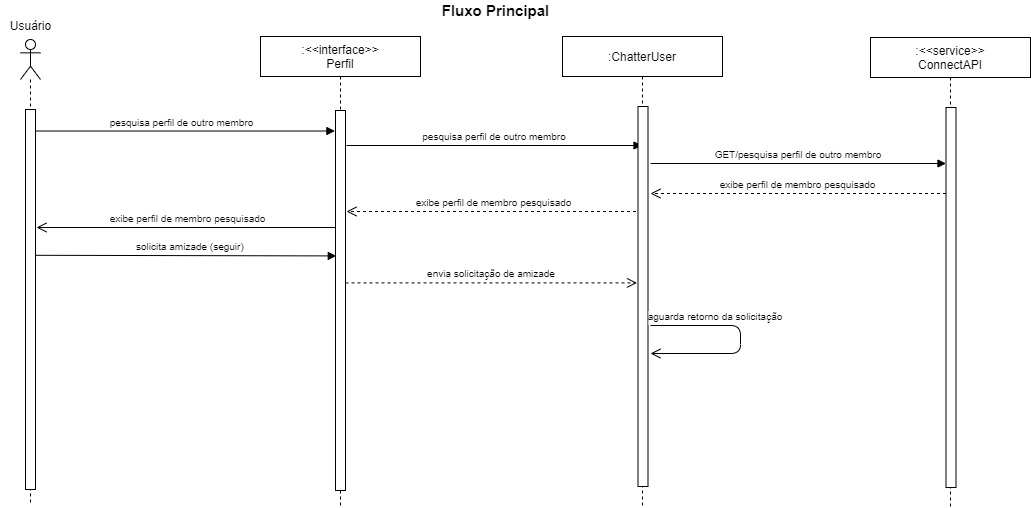 Fluxo Principal
Usuário
:<<interface>>
Perfil
:ChatterUser
:<<service>>
ConnectAPI
pesquisa perfil de outro membro
pesquisa perfil de outro membro
GET/pesquisa perfil de outro membro
exibe perfil de membro pesquisado
exibe perfil de membro pesquisado
exibe perfil de membro pesquisado
solicita amizade (seguir)
envia solicitação de amizade
aguarda retorno da solicitação